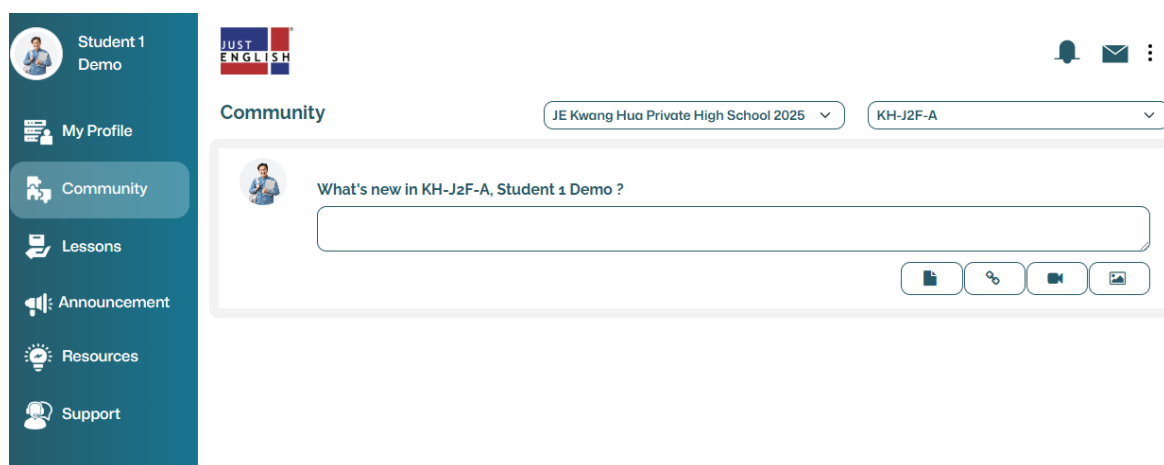 Student 1
Demo
My Profile
Community
Lessons
Announcement
Resources
Support
JUST
ENGLISH
Community
JE Kwang Hua Private High School 2025
KH-J2F-A
What's new in KH-J2F-A, Student 1 Demo ?